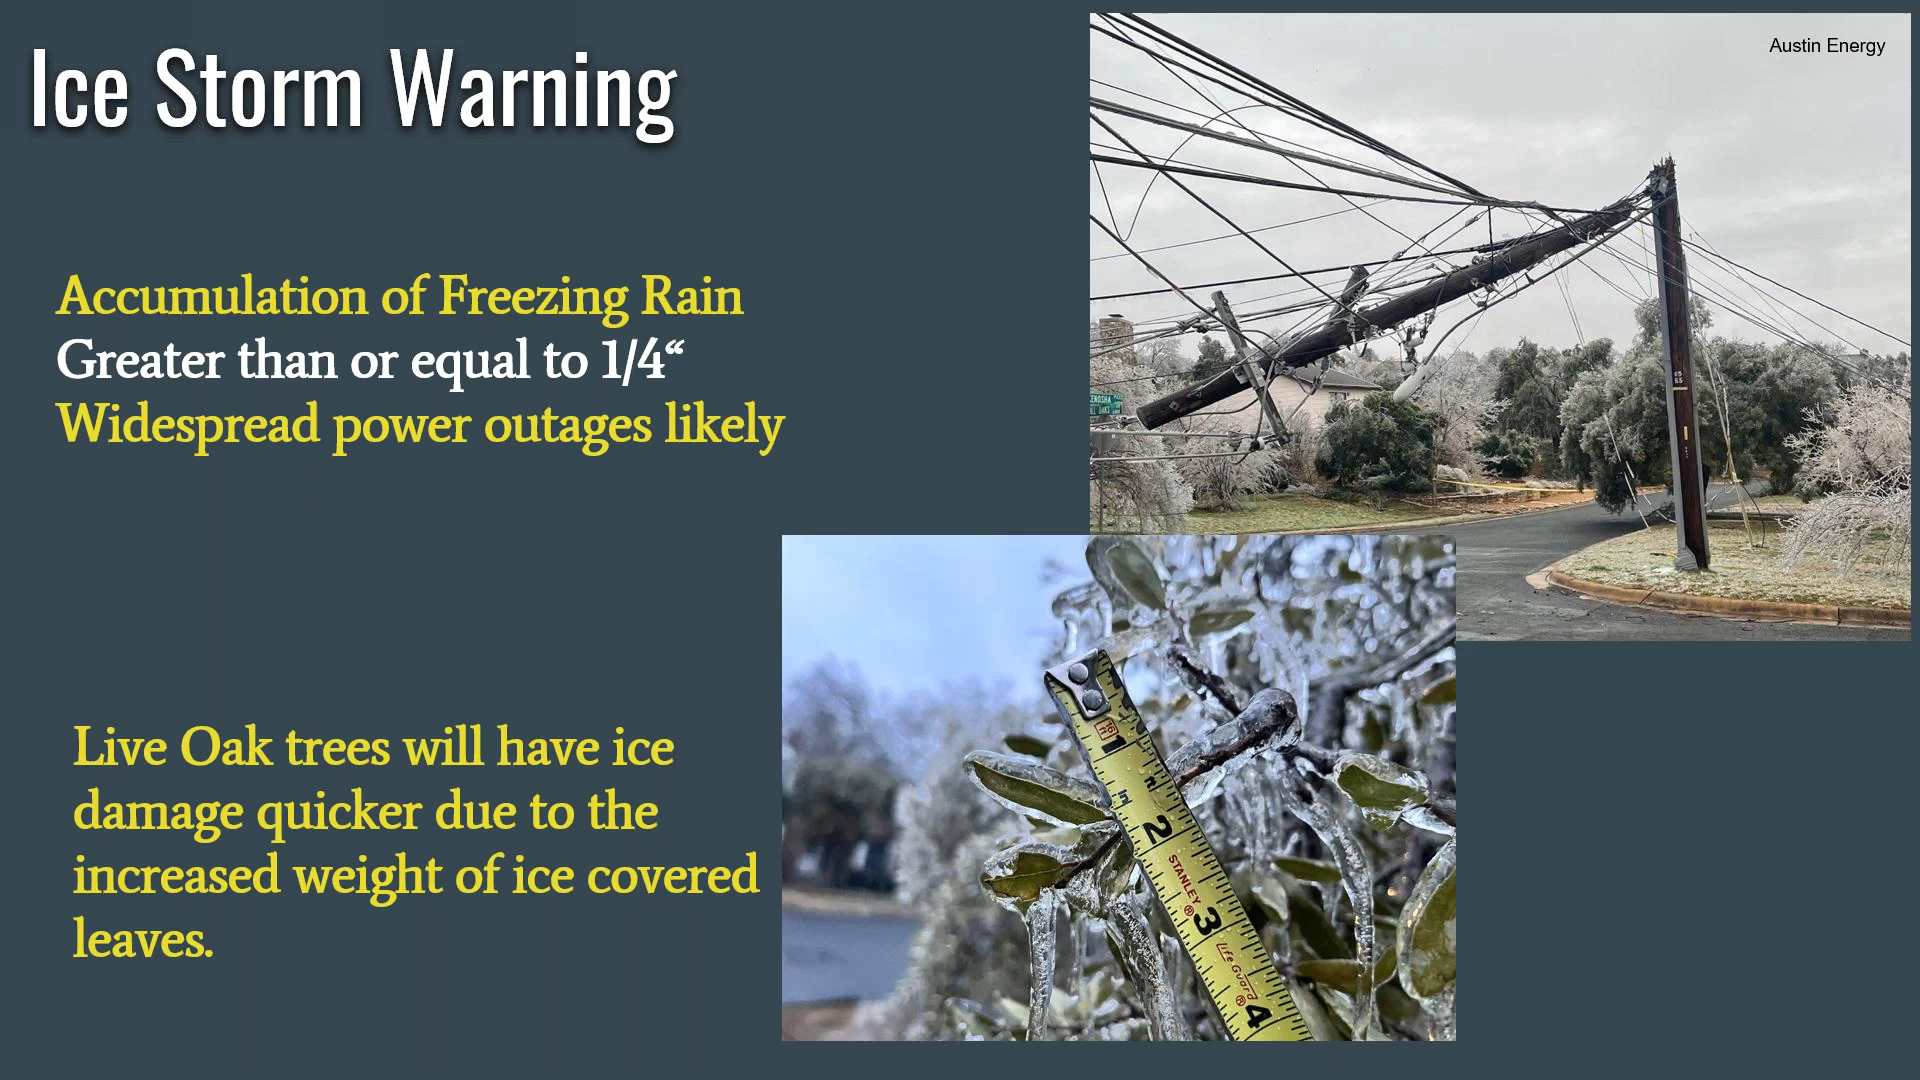 Ice Storm Warning
Austin Energy
Accumulation of Freezing Rain
Greater than or equal to 1/4“
Widespread power outages likely
Live Oak trees will have ice
damage quicker due to the
increased weight of ice covered
leaves.
1
2
STANLEY®
3
Life Guard®
4